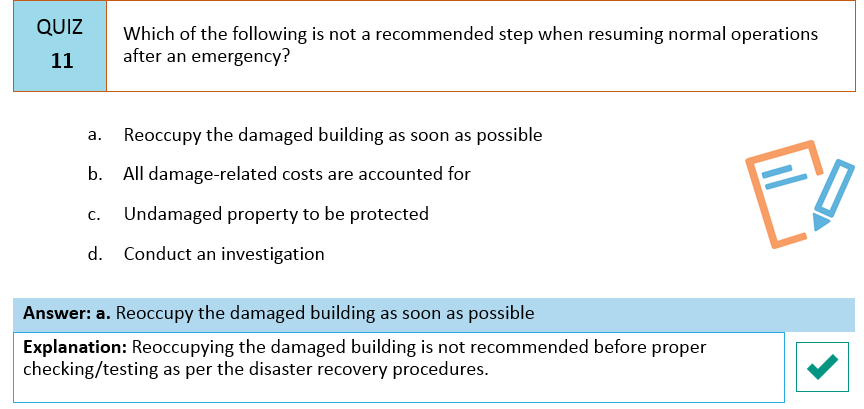 QUIZ
11
Which of the following is not a recommended step when resuming normal operations
after an emergency?
a. Reoccupy the damaged building as soon as possible
b. All damage-related costs are accounted for
c. Undamaged property to be protected
d. Conduct an investigation
Answer: a. Reoccupy the damaged building as soon as possible
Explanation: Reoccupying the damaged building is not recommended before proper
checking/testing as per the disaster recovery procedures.